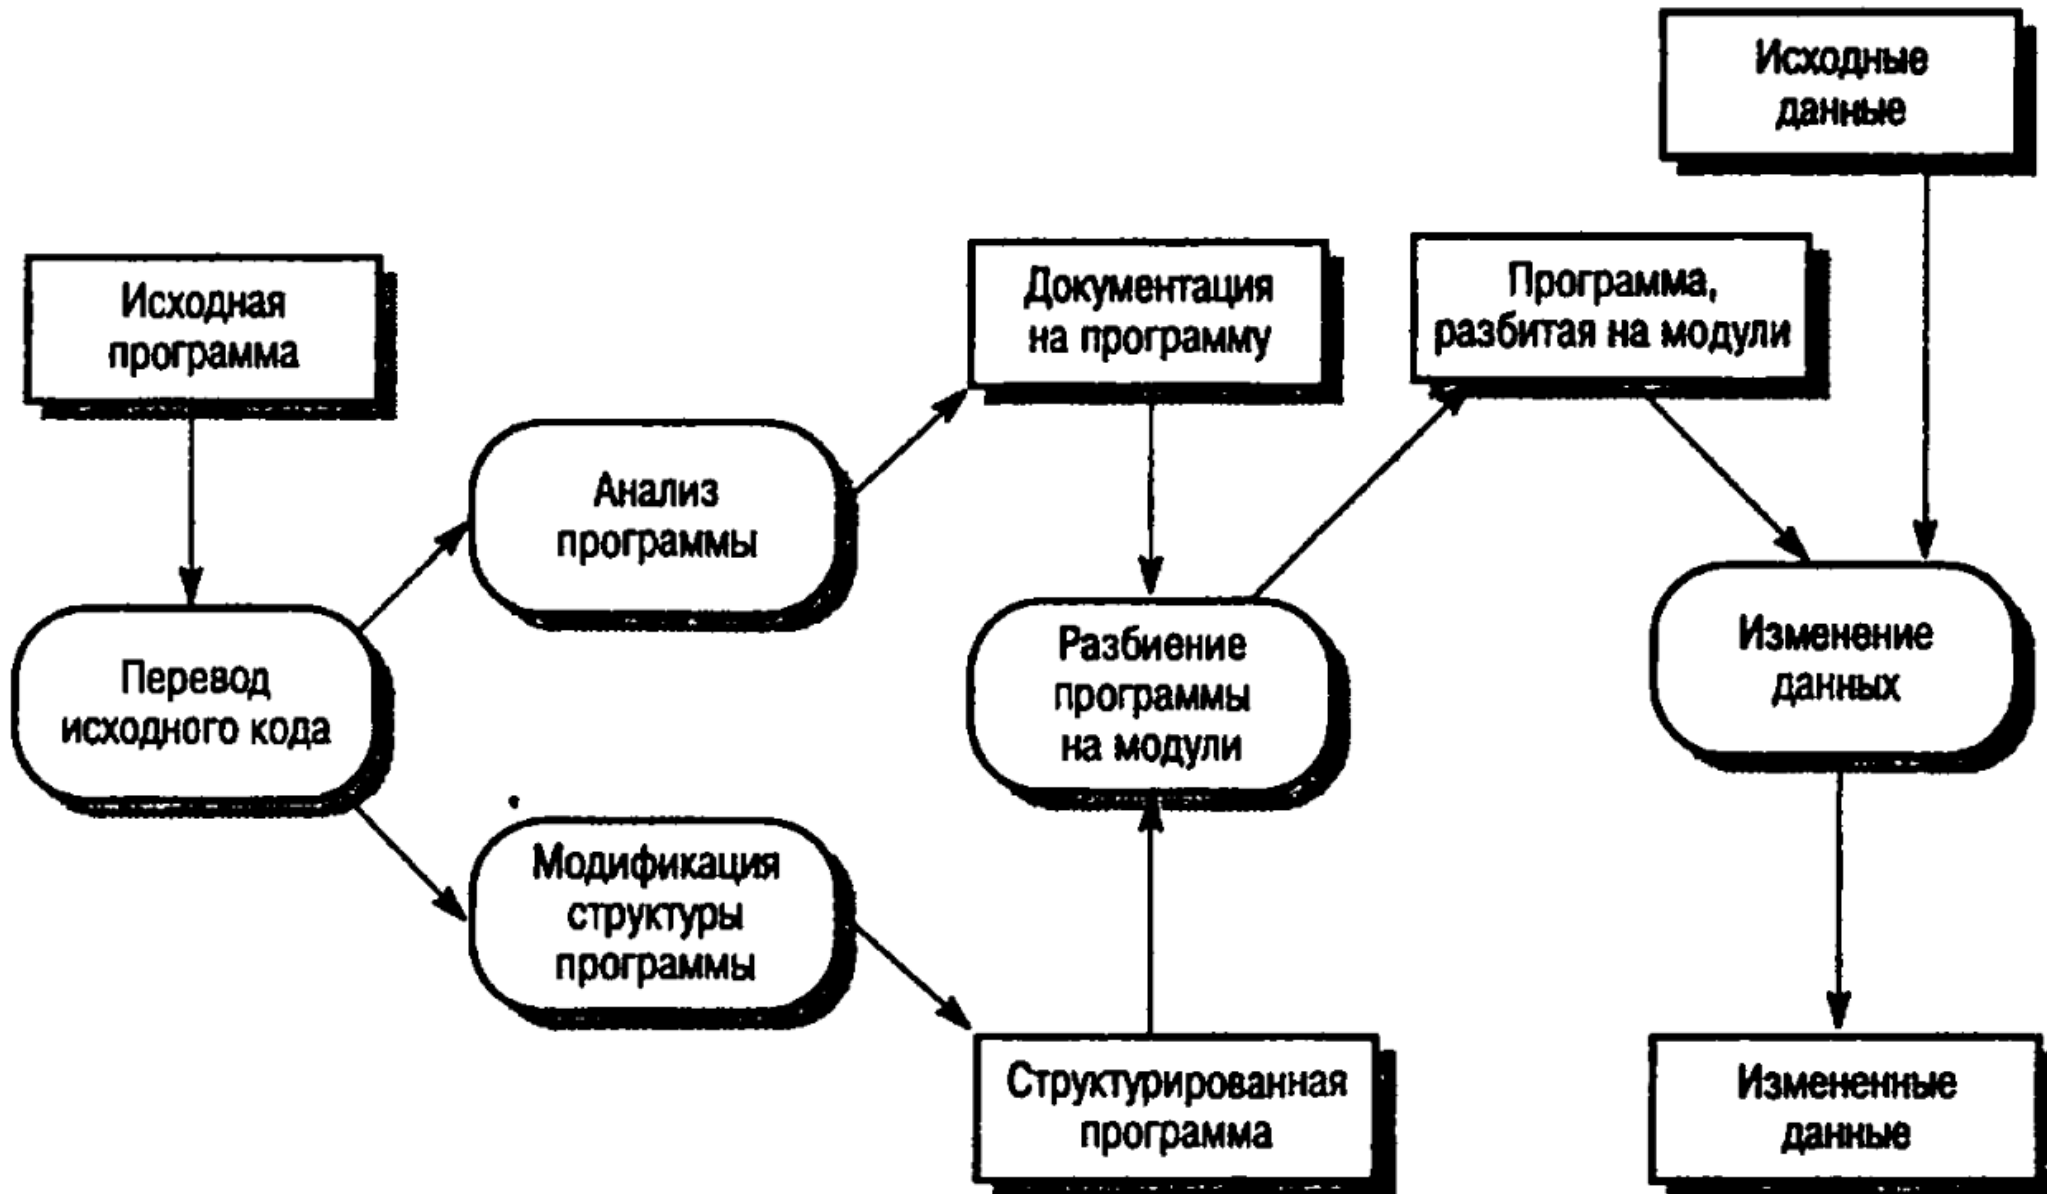 Исходные
данные
Исходная
программа
Документация
на программу
Программа,
разбитая на модули
Анализ
программы
Перевод
исходного кода
Разбиение
программы
на модули
Изменение
данных
Модификация
структуры
программы
Структурированная
программа
Измененные
данные